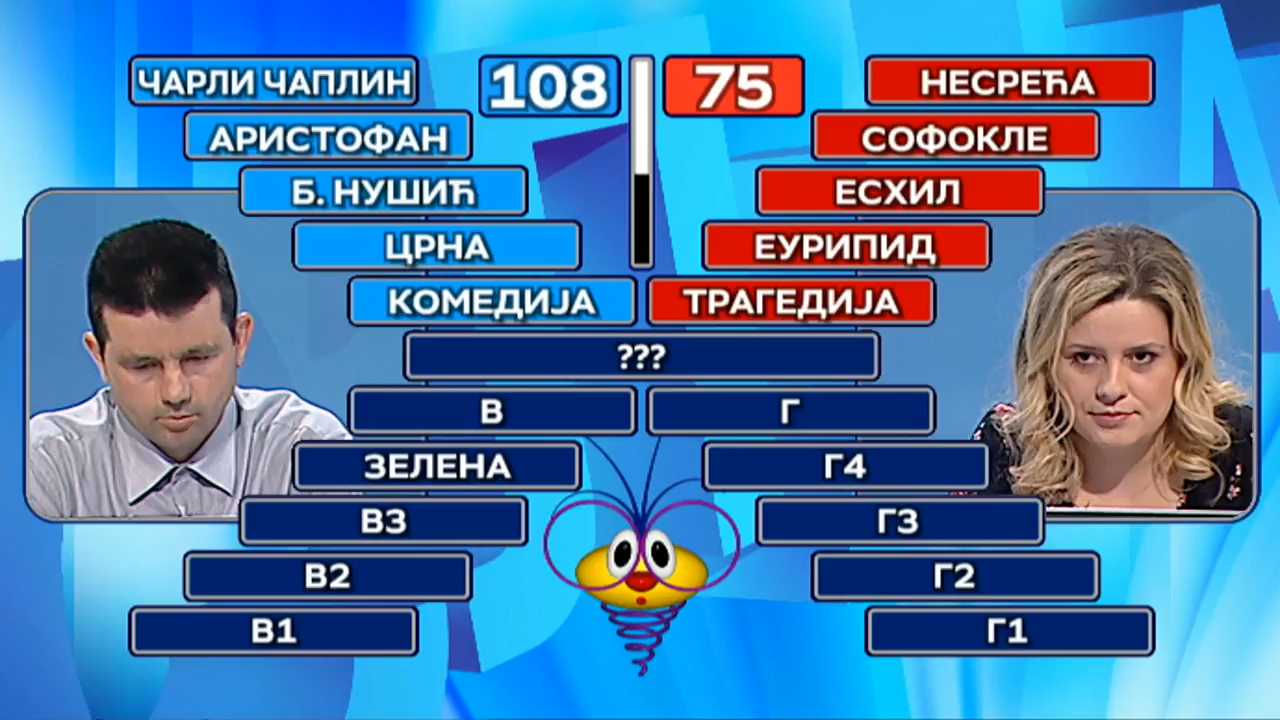 ЧАРЛИ ЧАПЛИН 108 75 НЕСРЕЋА
АРИСТОФАН СОФОКЛЕ
Б. НУШИЋ ЕСХИЛ
ЦРНА ЕУРИПИД
КОМЕДИЈА ТРАГЕДИЈА
???
В Г
ЗЕЛЕНА Г4
В3 Г3
В2 Г2
В1 Г1